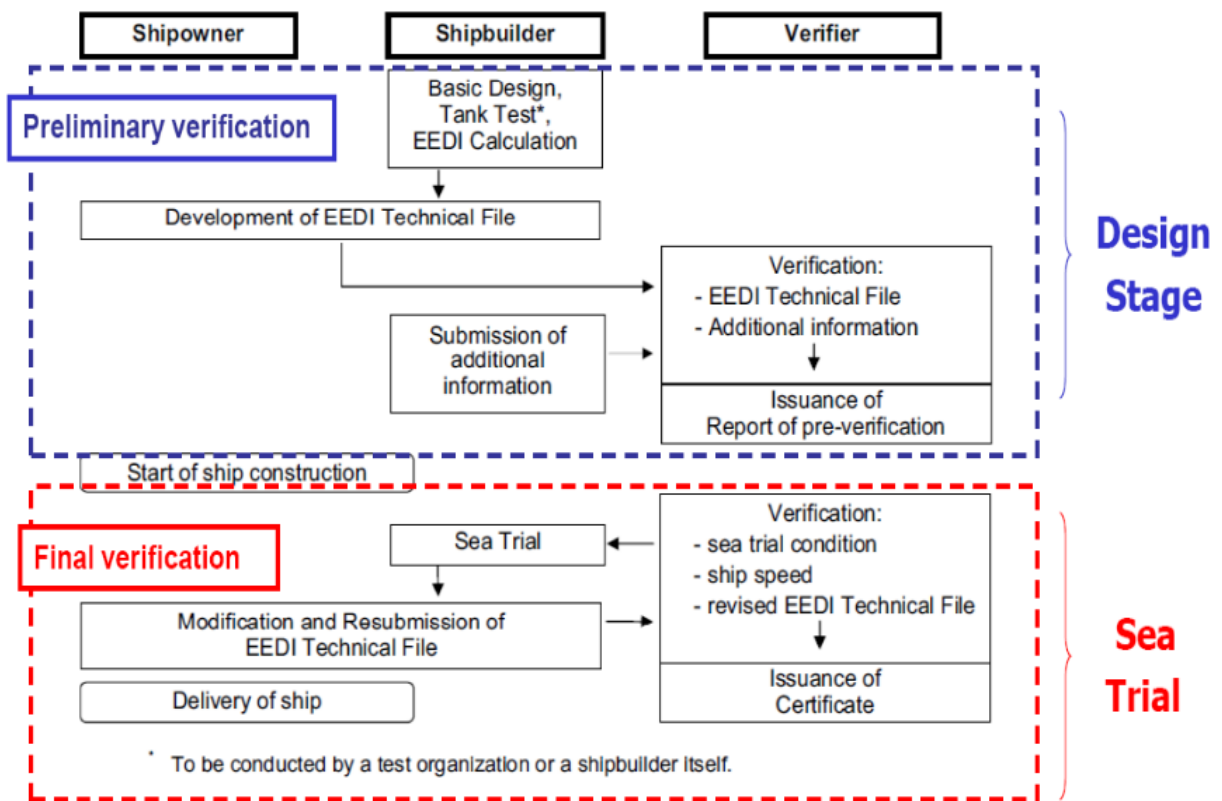 Shipowner
Shipbuilder
Verifier
Preliminary verification
Basic Design,
Tank Test*,
EEDI Calculation
Development of EEDI Technical File
Verification:
- EEDI Technical File
- Additional information
Submission of
additional
information
Issuance of
Report of pre-verification
Design
Stage
Start of ship construction
Final verification
Sea Trial
Verification:
- sea trial condition
- ship speed
- revised EEDI Technical File
Modification and Resubmission of
EEDI Technical File
Issuance of
Certificate
Delivery of ship
Sea
Trial
* To be conducted by a test organization or a shipbuilder itself.